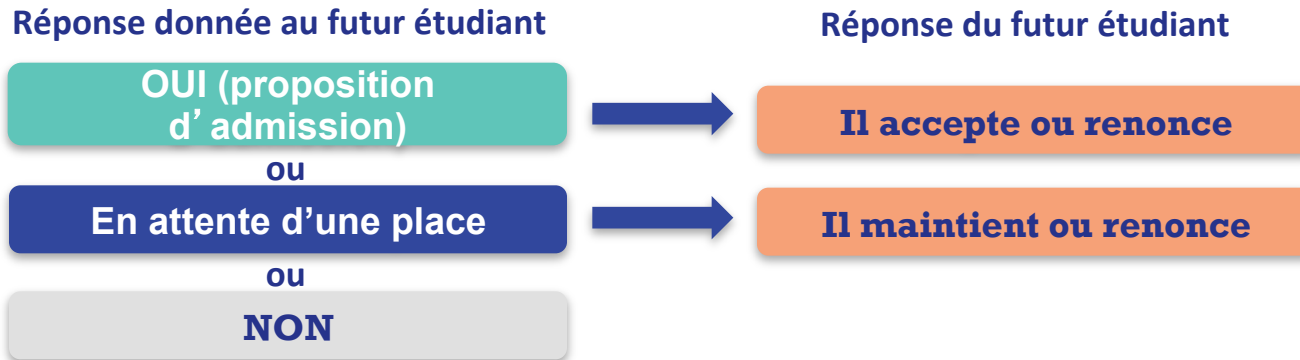 Réponse donnée au futur étudiant
Réponse du futur étudiant
OUI (proposition
d’ admission)
Il accepte ou renonce
ou
En attente d’une place
Il maintient ou renonce
ou
NON